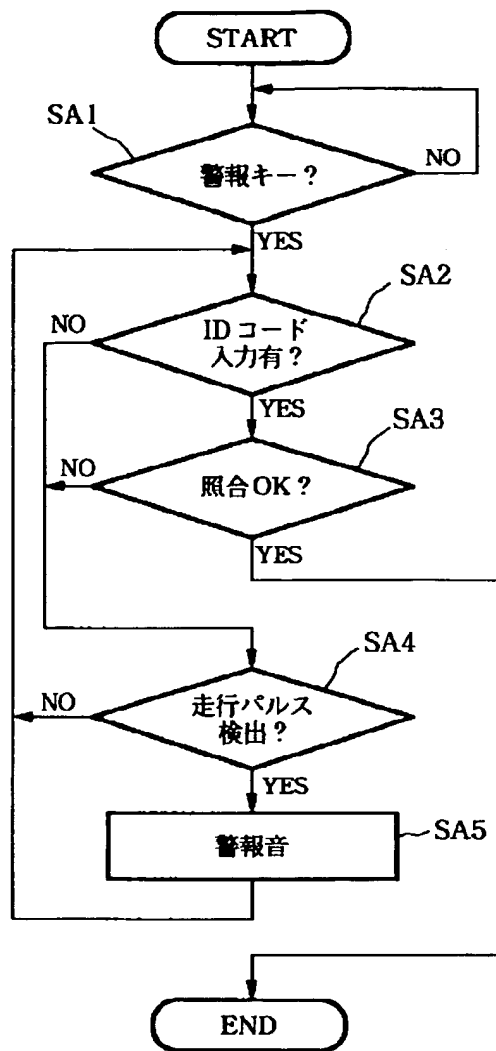 START
SA1
警報キー?
NO
YES
SA2
NO
IDコード
入力有?
YES
SA3
NO
照合OK?
YES
SA4
NO
走行パルス
検出?
YES
警報音
SA5
END